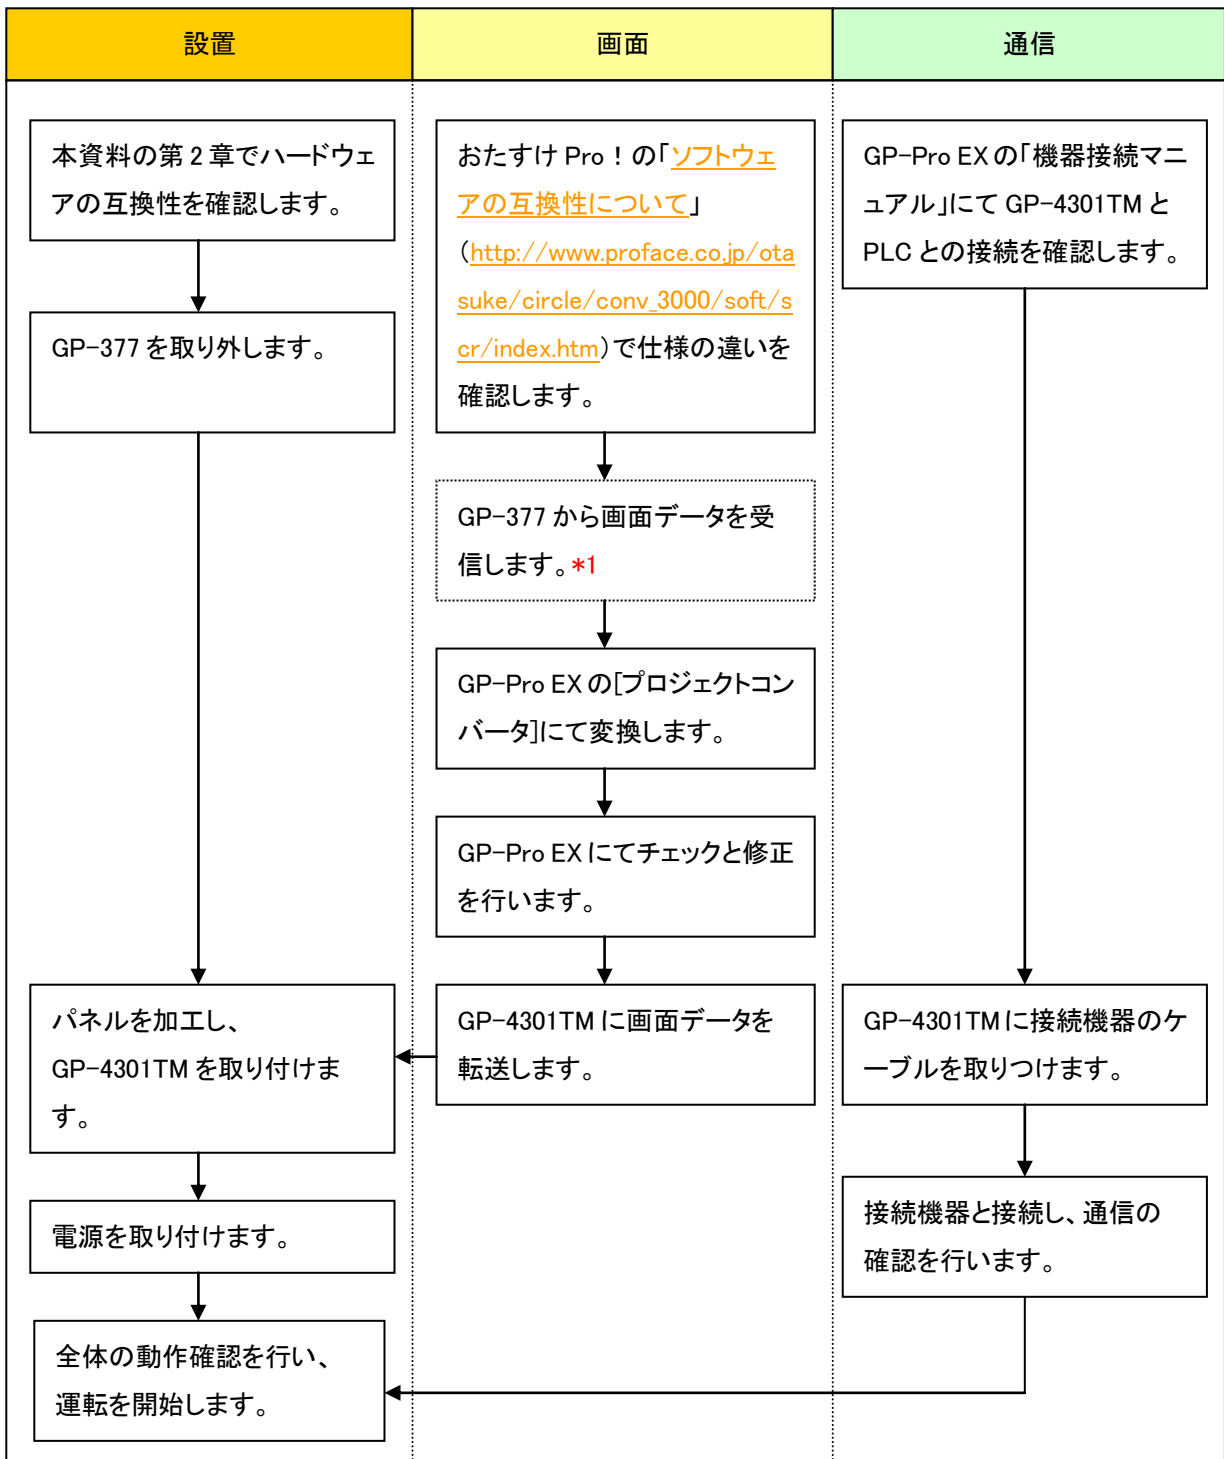 設置
画面
通信
本資料の第 2 章でハードウェ
アの互換性を確認します。
GP-377 を取り外します。
パネルを加工し、
GP-4301TM を取り付けま
す。
電源を取り付けます。
全体の動作確認を行い、
運転を開始します。
おたすけ Pro！の「ソフトウェ
アの互換性について」
（http://www.proface.co.jp/ota
suke/circle/conv_3000/soft/s
cr/index.htm）で仕様の違いを
確認します。
GP-377 から画面データを受
信します。*1
GP-Pro EX の[プロジェクトコン
バータ]にて変換します。
GP-Pro EX にてチェックと修正
を行います。
GP-4301TM に画面データを
転送します。
GP-Pro EX の「機器接続マニ
ュアル」にて GP-4301TM と
PLC との接続を確認します。
GP-4301TM に接続機器のケ
ーブルを取りつけます。
接続機器と接続し、通信の
確認を行います。